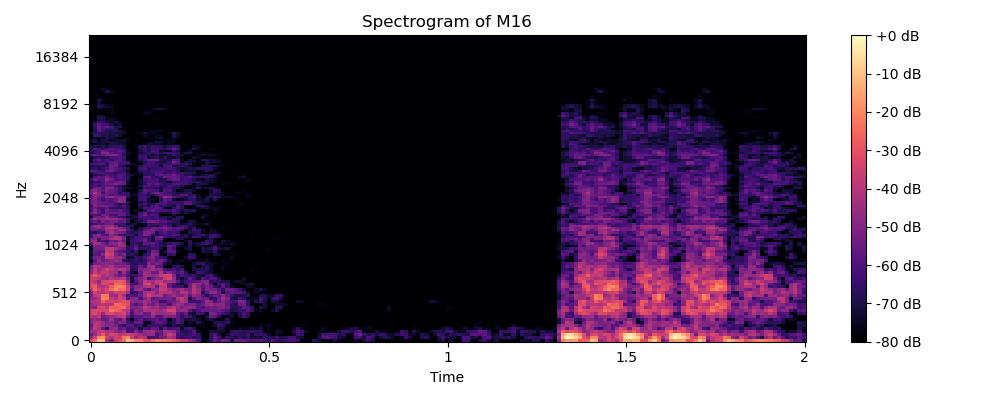 Spectrogram of M16
16384
8192
4096
2048
1024
512
0
Hz
0
0.5
1
1.5
2
Time
+0 dB
-10 dB
-20 dB
-30 dB
-40 dB
-50 dB
-60 dB
-70 dB
-80 dB